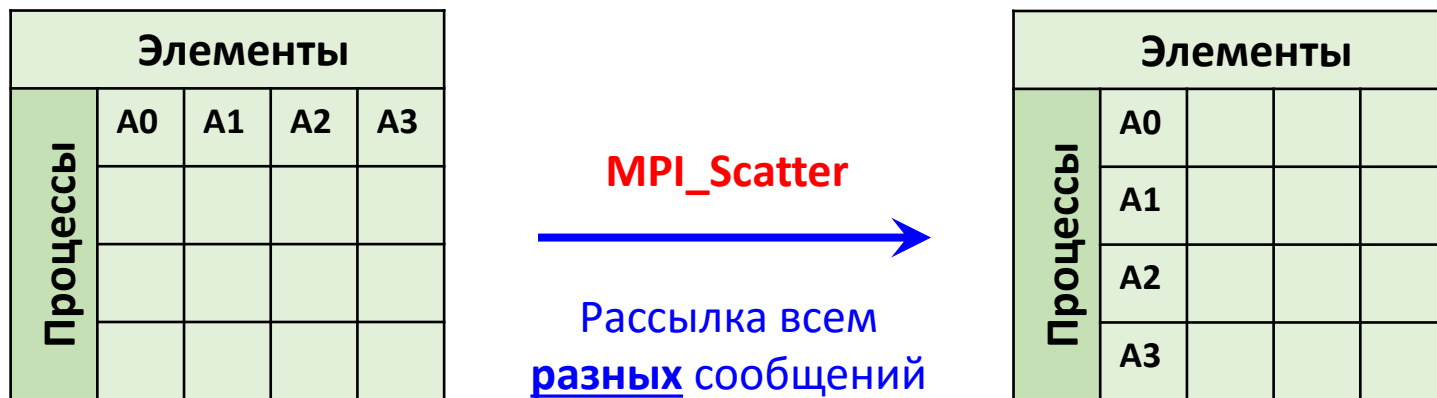 Элементы
Процессы
A0 A1 A2 A3
MPI_Scatter
Рассылка всем
разных сообщений
Элементы
Процессы
A0
A1
A2
A3